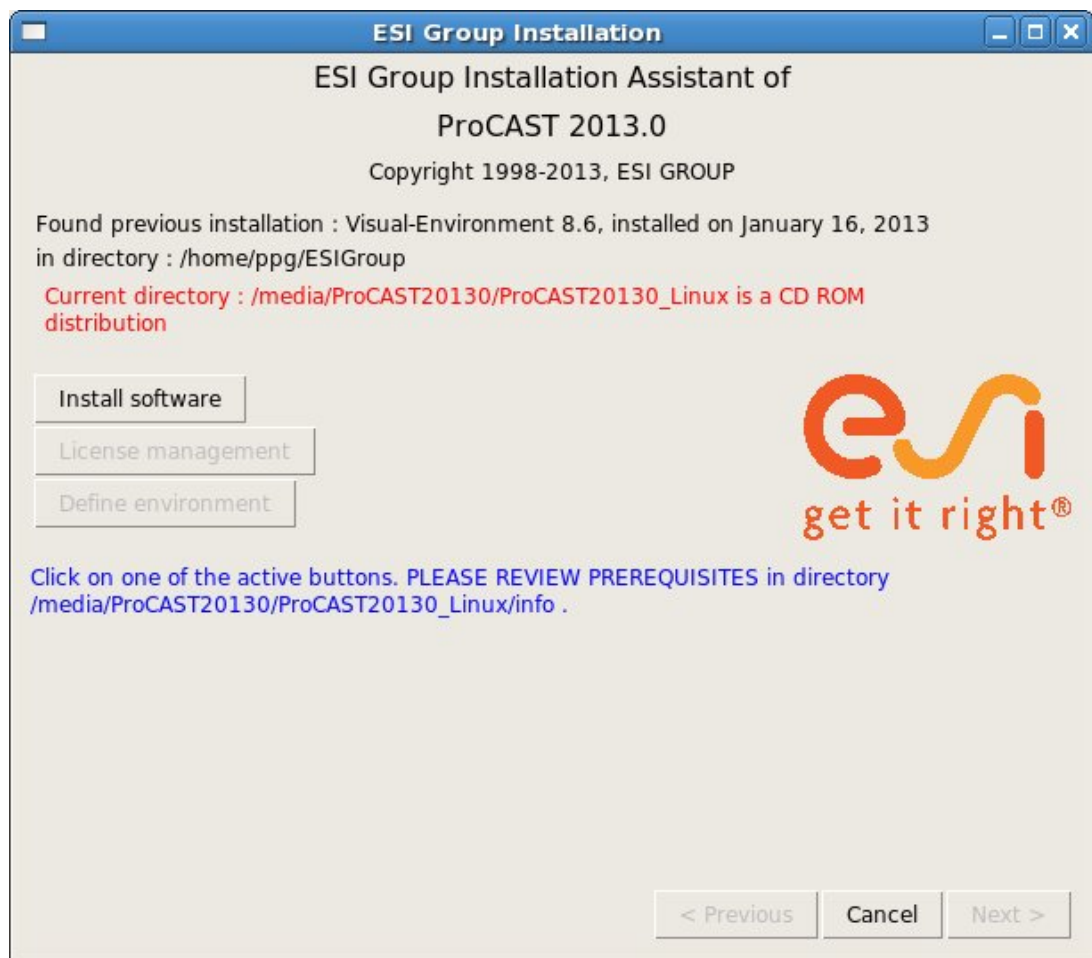 ESI Group Installation
ESI Group Installation Assistant of
ProCAST 2013.0
Copyright 1998-2013, ESI GROUP
Found previous installation : Visual-Environment 8.6, installed on January 16, 2013
in directory : /home/ppg/ESIGroup
Current directory : /media/ProCAST20130/ProCAST20130_Linux is a CD ROM
distribution
Install software
License management
Define environment
esi
get it right®
Click on one of the active buttons. PLEASE REVIEW PREREQUISITES in directory
/media/ProCAST20130/ProCAST20130_Linux/info .
< Previous
Cancel
Next >